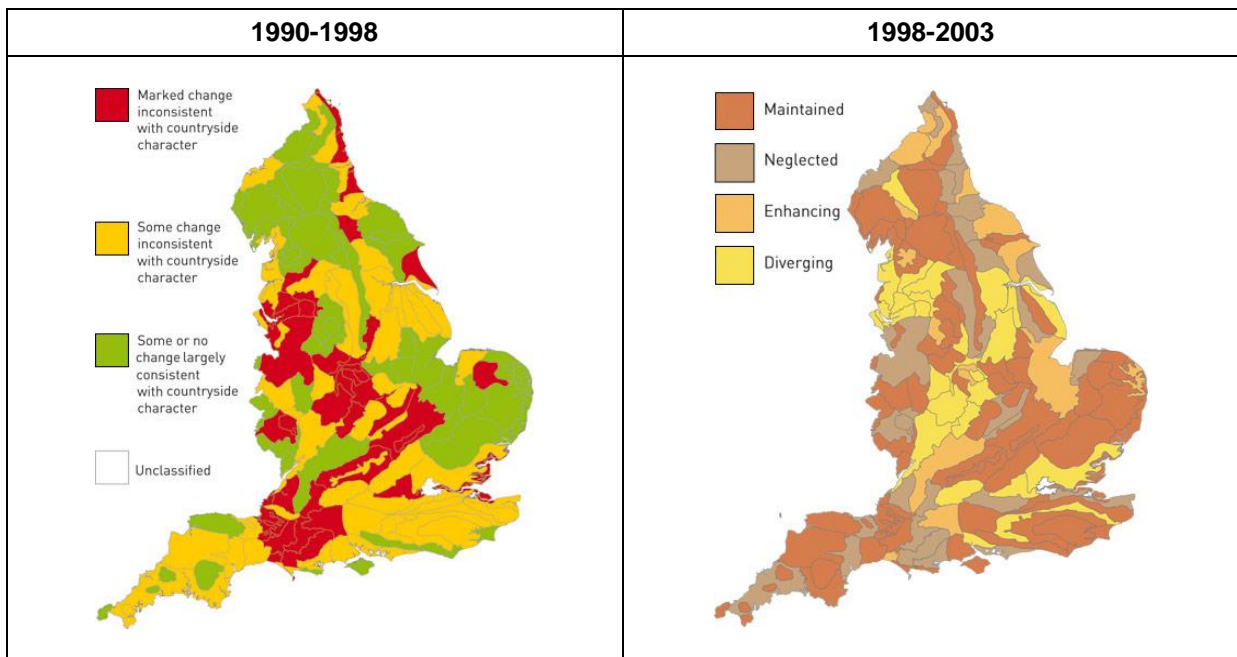 1990-1998
1998-2003
Marked change
inconsistent
with countryside
character
Some change
inconsistent
with countryside
character
Some or no
change largely
consistent
with countryside
character
Unclassified
Maintained
Neglected
Enhancing
Diverging